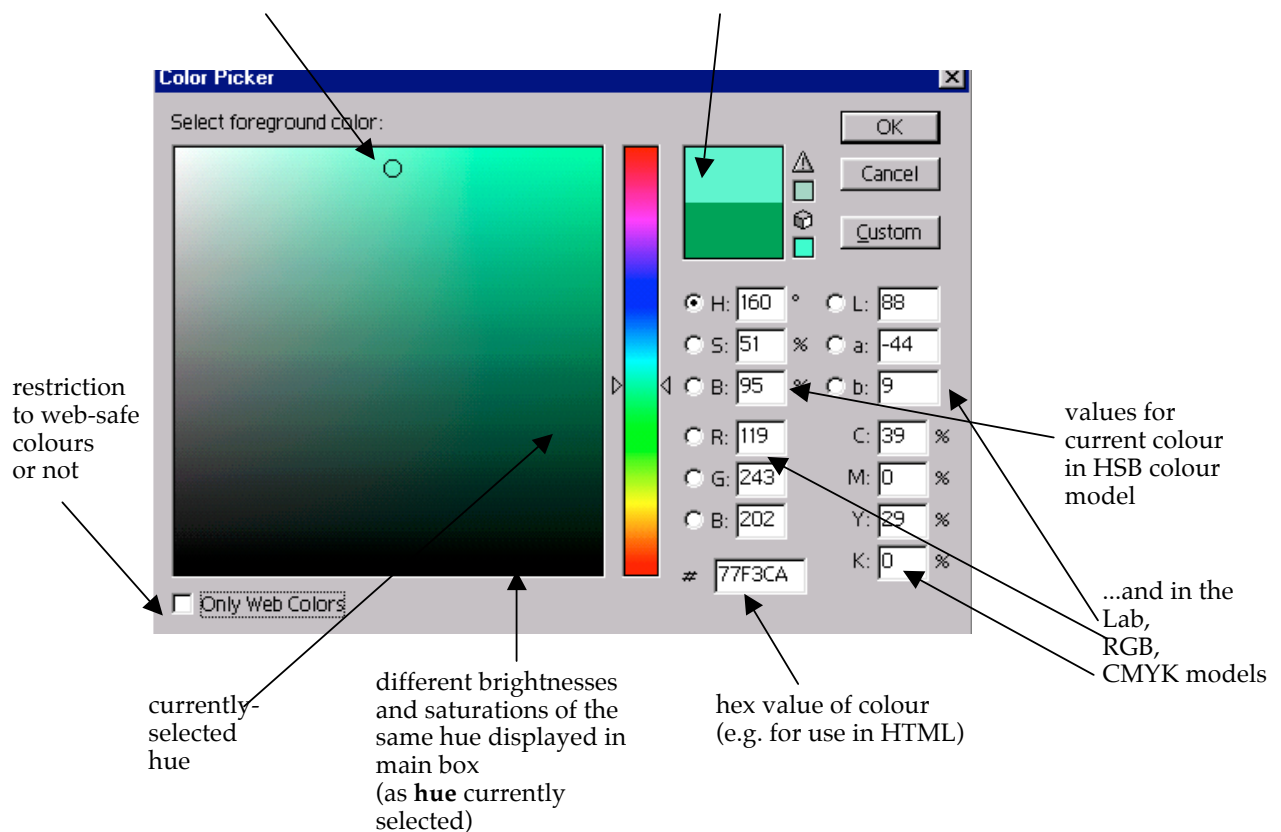 Color Picker
Select foreground color:
OK
Cancel
Custom
H: 160 °
L: 88
S: 51 %
a: -44
B: 95 %
b: 9
R: 119
C: 39 %
G: 243
M: 0 %
B: 202
Y: 29 %
K: 0 %
# 77F3CA
Only Web Colors
restriction
to web-safe
colours
or not
values for
current colour
in HSB colour
model
...and in the
Lab,
RGB,
CMYK models
currently-
selected
hue
different brightnesses
and saturations of the
same hue displayed in
main box
(as hue currently
selected)
hex value of colour
(e.g. for use in HTML)